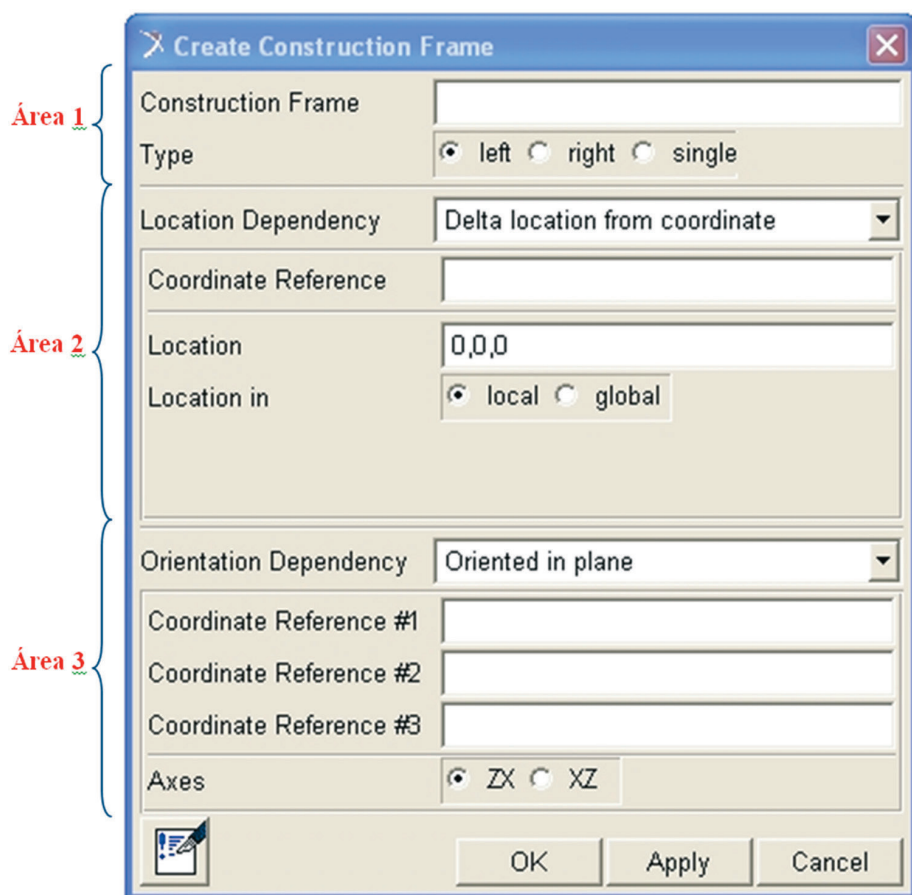 Create Construction Frame
Área 1
Construction Frame
Type left right single
Área 2
Location Dependency Delta location from coordinate
Coordinate Reference
Location 0,0,0
Location in local global
Área 3
Orientation Dependency Oriented in plane
Coordinate Reference #1
Coordinate Reference #2
Coordinate Reference #3
Axes ZX XZ
OK Apply Cancel